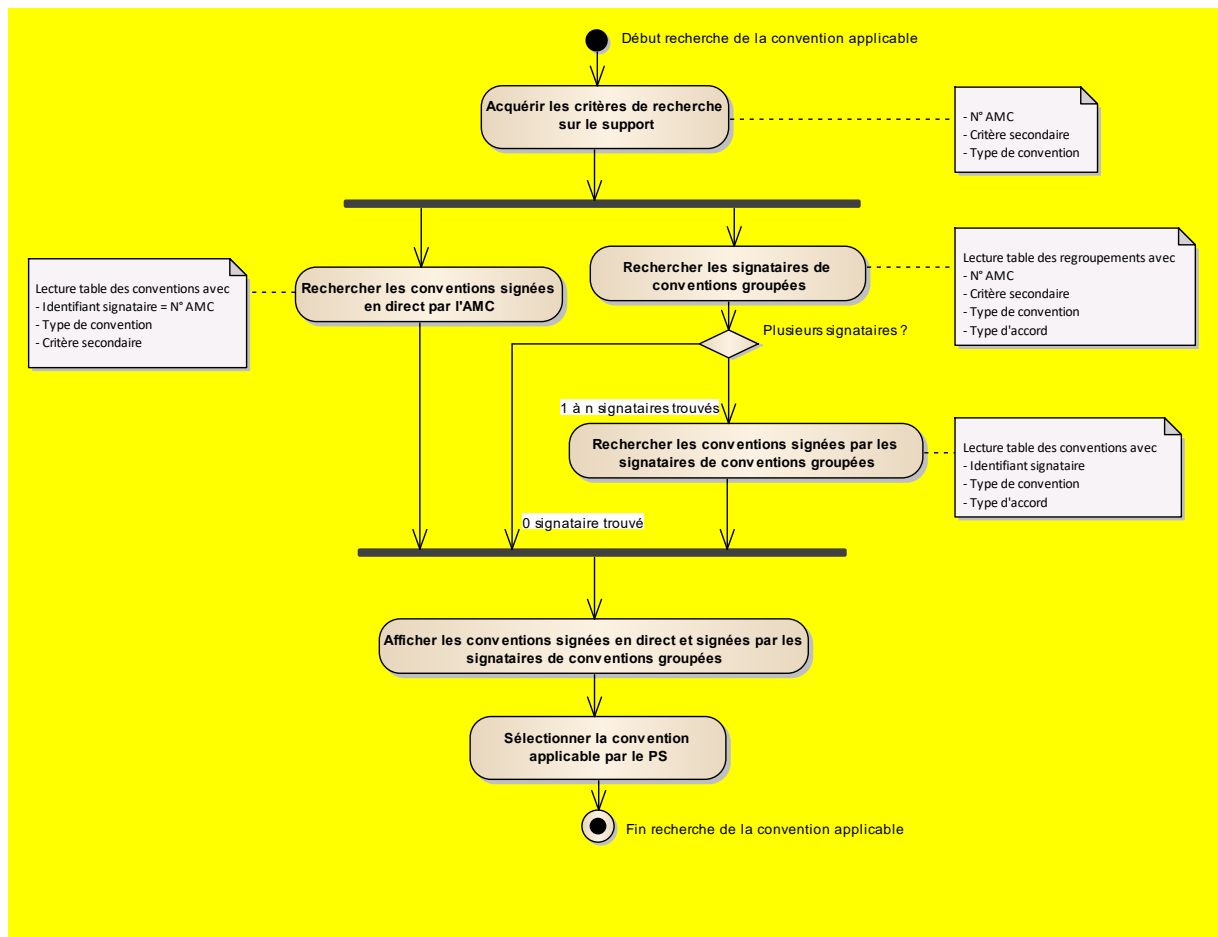 Début recherche de la convention applicable
Acquérir les critères de recherche
sur le support
- N° AMC
- Critère secondaire
- Type de convention
Rechercher les conventions signées
en direct par l'AMC
Lecture table des conventions avec
- Identifiant signataire = N° AMC
- Type de convention
- Critère secondaire
Rechercher les signataires de
conventions groupées
Lecture table des regroupements avec
- N° AMC
- Critère secondaire
- Type de convention
- Type d'accord
Plusieurs signataires ?
1 à n signataires trouvés
Rechercher les conventions signées par les
signataires de conventions groupées
Lecture table des conventions avec
- Identifiant signataire
- Type de convention
- Type d'accord
0 signataire trouvé
Afficher les conventions signées en direct et signées par les
signataires de conventions groupées
Sélectionner la convention
applicable par le PS
Fin recherche de la convention applicable